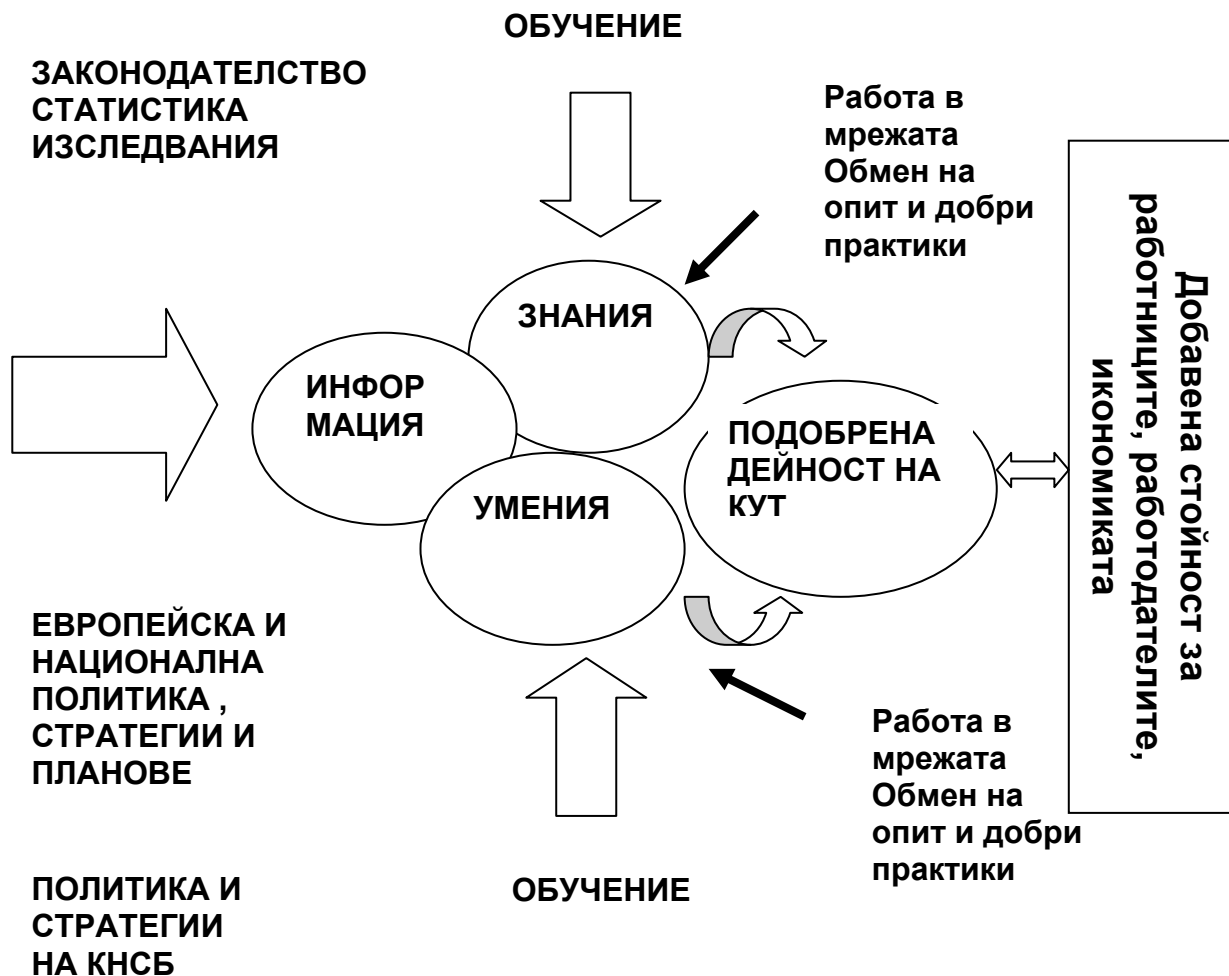 ОБУЧЕНИЕ
ЗАКОНОДАТЕЛСТВО
СТАТИСТИКА
ИЗСЛЕДВАНИЯ
Работа в
мрежата
Обмен на
опит и добри
практики
ЗНАНИЯ
ИНФОР
МАЦИЯ
УМЕНИЯ
ПОДОБРЕНА
ДЕЙНОСТ НА
КУТ
Добавена стойност за
работниците, работодателите,
икономиката
ЕВРОПЕЙСКА И
НАЦИОНАЛНА
ПОЛИТИКА ,
СТРАТЕГИИ И
ПЛАНОВЕ
Работа в
мрежата
Обмен на
опит и добри
практики
ОБУЧЕНИЕ
ПОЛИТИКА И
СТРАТЕГИИ
НА КНСБ